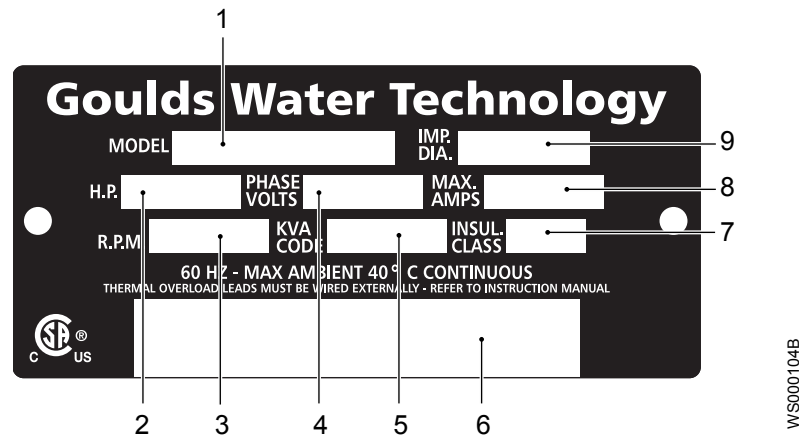 1
Goulds Water Technology
MODEL
IMP.
DIA.
9
H.P.
PHASE
VOLTS
MAX.
AMPS
8
R.P.M
KVA
CODE
INSUL.
CLASS
7
60 HZ - MAX AMBIENT 40° C CONTINUOUS
THERMAL OVERLOAD LEADS MUST BE WIRED EXTERNALLY - REFER TO INSTRUCTION MANUAL
C SA ® US
2 3 4 5 6
WS000104B